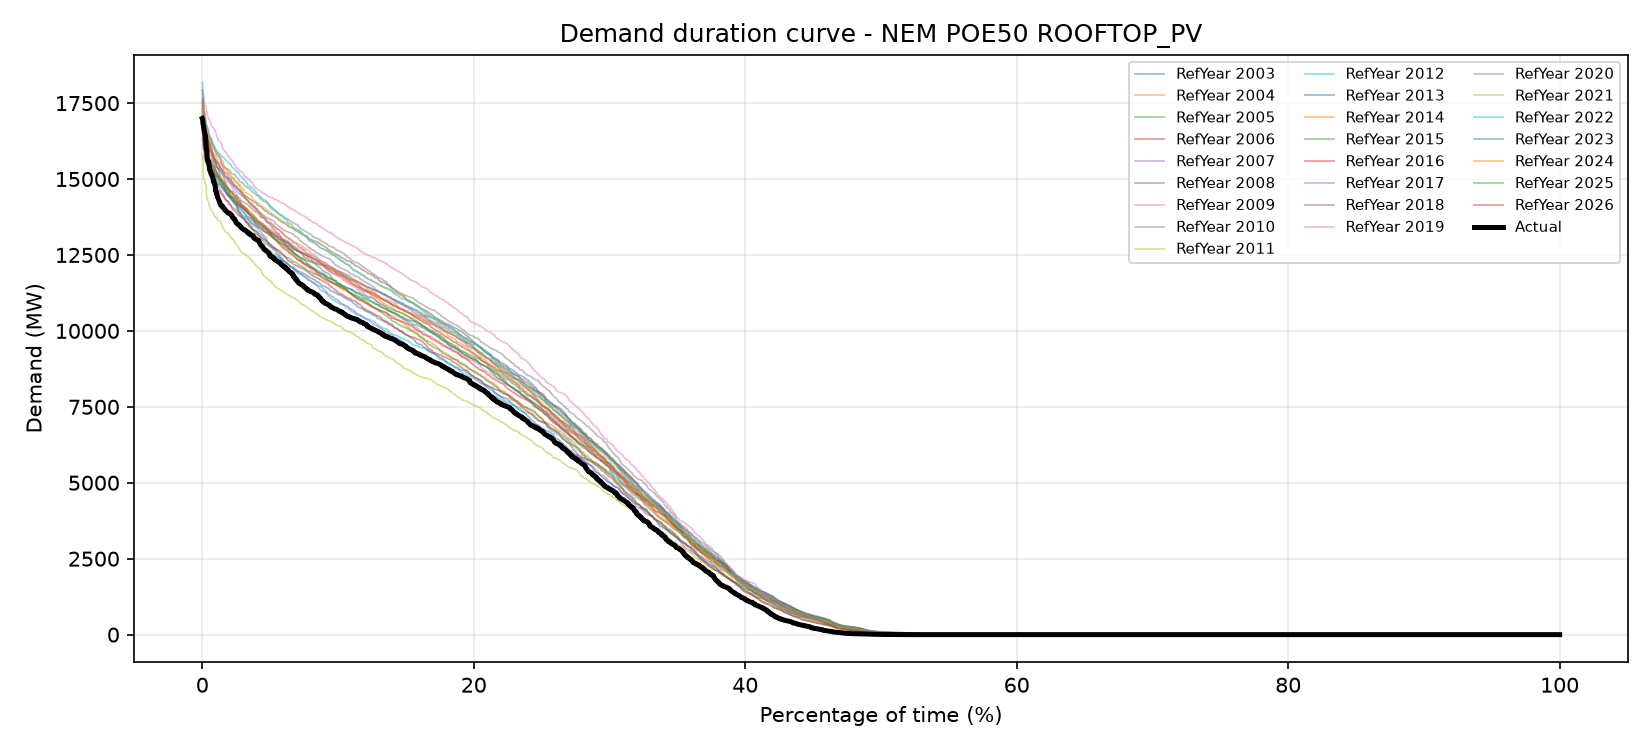 Demand duration curve - NEM POE50 ROOFTOP_PV
Demand (MW)
17500
15000
12500
10000
7500
5000
2500
0
0 20 40 60 80 100
Percentage of time (%)
RefYear 2003 RefYear 2012 RefYear 2020
RefYear 2004 RefYear 2013 RefYear 2021
RefYear 2005 RefYear 2014 RefYear 2022
RefYear 2006 RefYear 2015 RefYear 2023
RefYear 2007 RefYear 2016 RefYear 2024
RefYear 2008 RefYear 2017 RefYear 2025
RefYear 2009 RefYear 2018 RefYear 2026
RefYear 2010 RefYear 2019 Actual
RefYear 2011